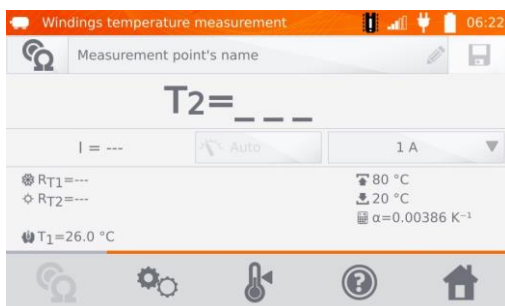 Windings temperature measurement 06:22
Measurement point's name
T2=_ _ _
I = --- Auto 1 A
RT1=--- 80 °C
RT2=--- 20 °C
α=0.00386 K⁻¹
T1=26.0 °C